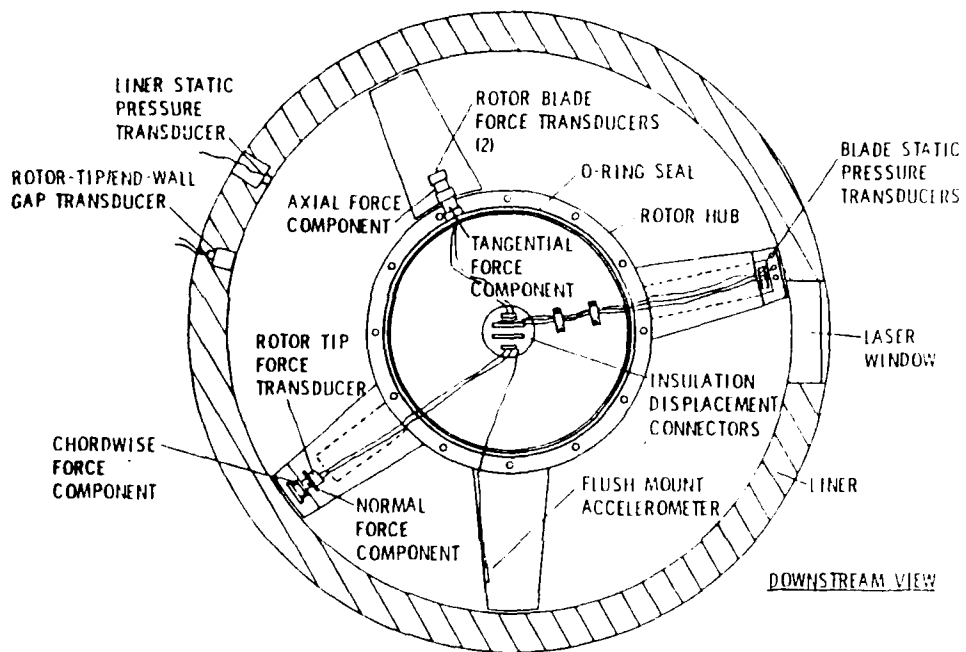 LINER STATIC
PRESSURE
TRANSDUCER
ROTOR-TIP/END-WALL
GAP TRANSDUCER
ROTOR BLADE
FORCE TRANSDUCERS
(2)
AXIAL FORCE
COMPONENT
O-RING SEAL
BLADE STATIC
PRESSURE
TRANSDUCERS
ROTOR HUB
TANGENTIAL
FORCE
COMPONENT
ROTOR TIP
FORCE
TRANSDUCER
LASER
WINDOW
INSULATION
DISPLACEMENT
CONNECTORS
CHORDWISE
FORCE
COMPONENT
NORMAL
FORCE
COMPONENT
FLUSH MOUNT
ACCELEROMETER
LINER
DOWNSTREAM VIEW